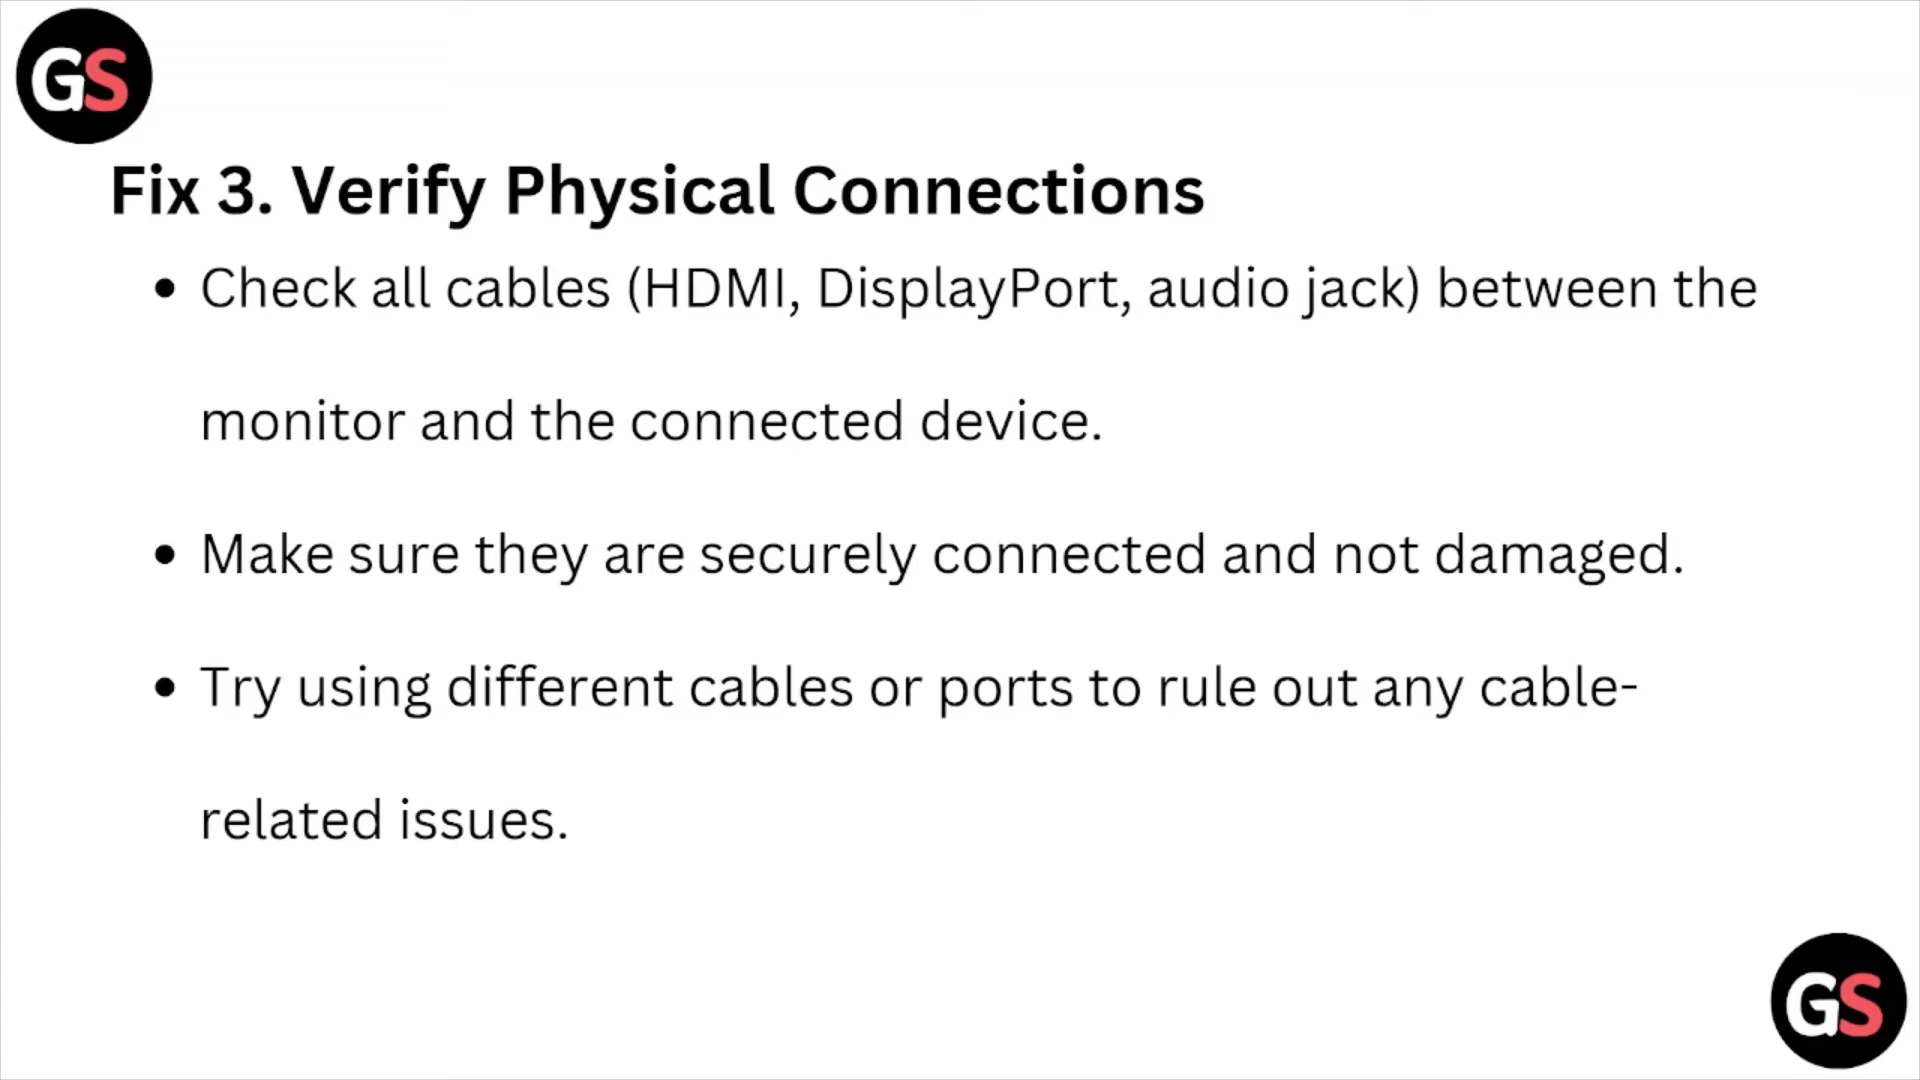 GS
Fix 3. Verify Physical Connections
• Check all cables (HDMI, DisplayPort, audio jack) between the
monitor and the connected device.
• Make sure they are securely connected and not damaged.
• Try using different cables or ports to rule out any cable-
related issues.
GS